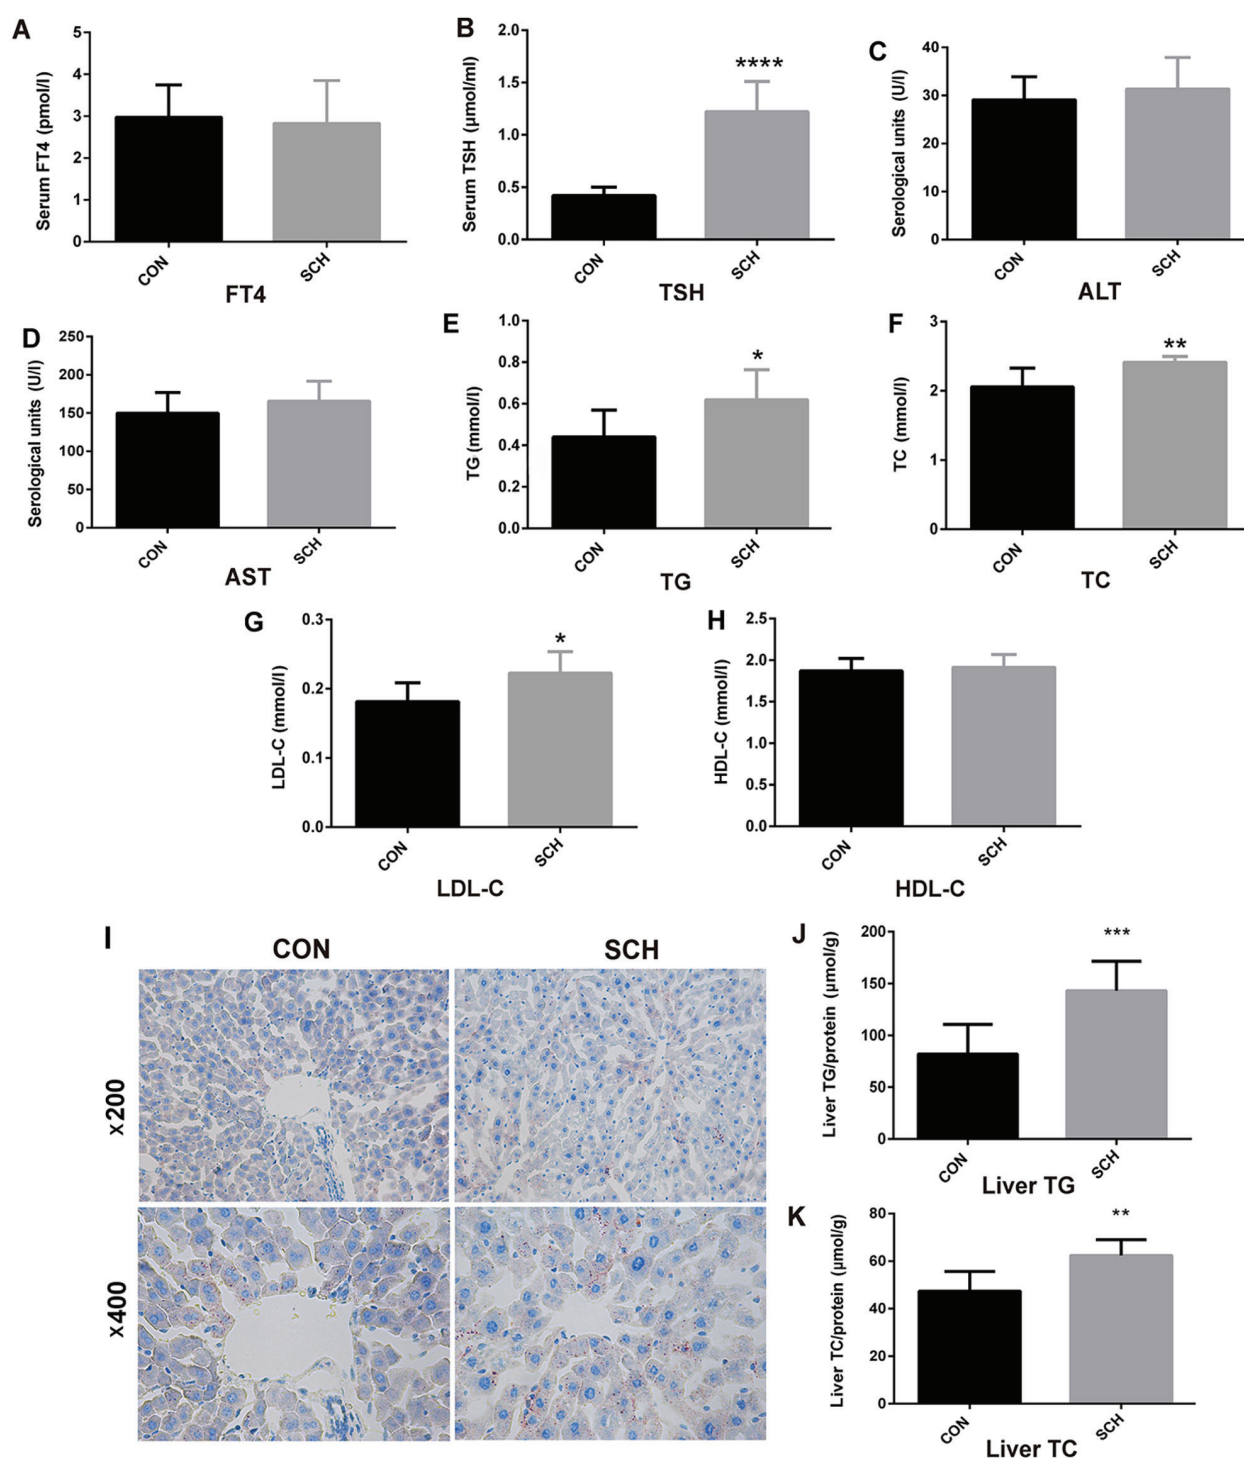 A
Serum FT4 (pmol/l)
5
4
3
2
1
0
CON
SCH
FT4
B
Serum TSH (µmol/ml)
2.0
1.5
1.0
0.5
0.0
****
CON
SCH
TSH
C
Serological units (U/l)
40
30
20
10
0
CON
SCH
ALT
D
Serological units (U/l)
250
200
150
100
50
0
CON
SCH
AST
E
TG (mmol/l)
1.0
0.8
0.6
0.4
0.2
0.0
*
CON
SCH
TG
F
TC (mmol/l)
3
2
1
0
**
CON
SCH
TC
G
LDL-C (mmol/l)
0.3
0.2
0.1
0.0
*
CON
SCH
LDL-C
H
HDL-C (mmol/l)
2.5
2.0
1.5
1.0
0.5
0.0
CON
SCH
HDL-C
I
CON
SCH
x200
x400
J
Liver TG/protein (µmol/g)
200
150
100
50
0
***
CON
SCH
Liver TG
K
Liver TC/protein (µmol/g)
80
60
40
20
0
**
CON
SCH
Liver TC